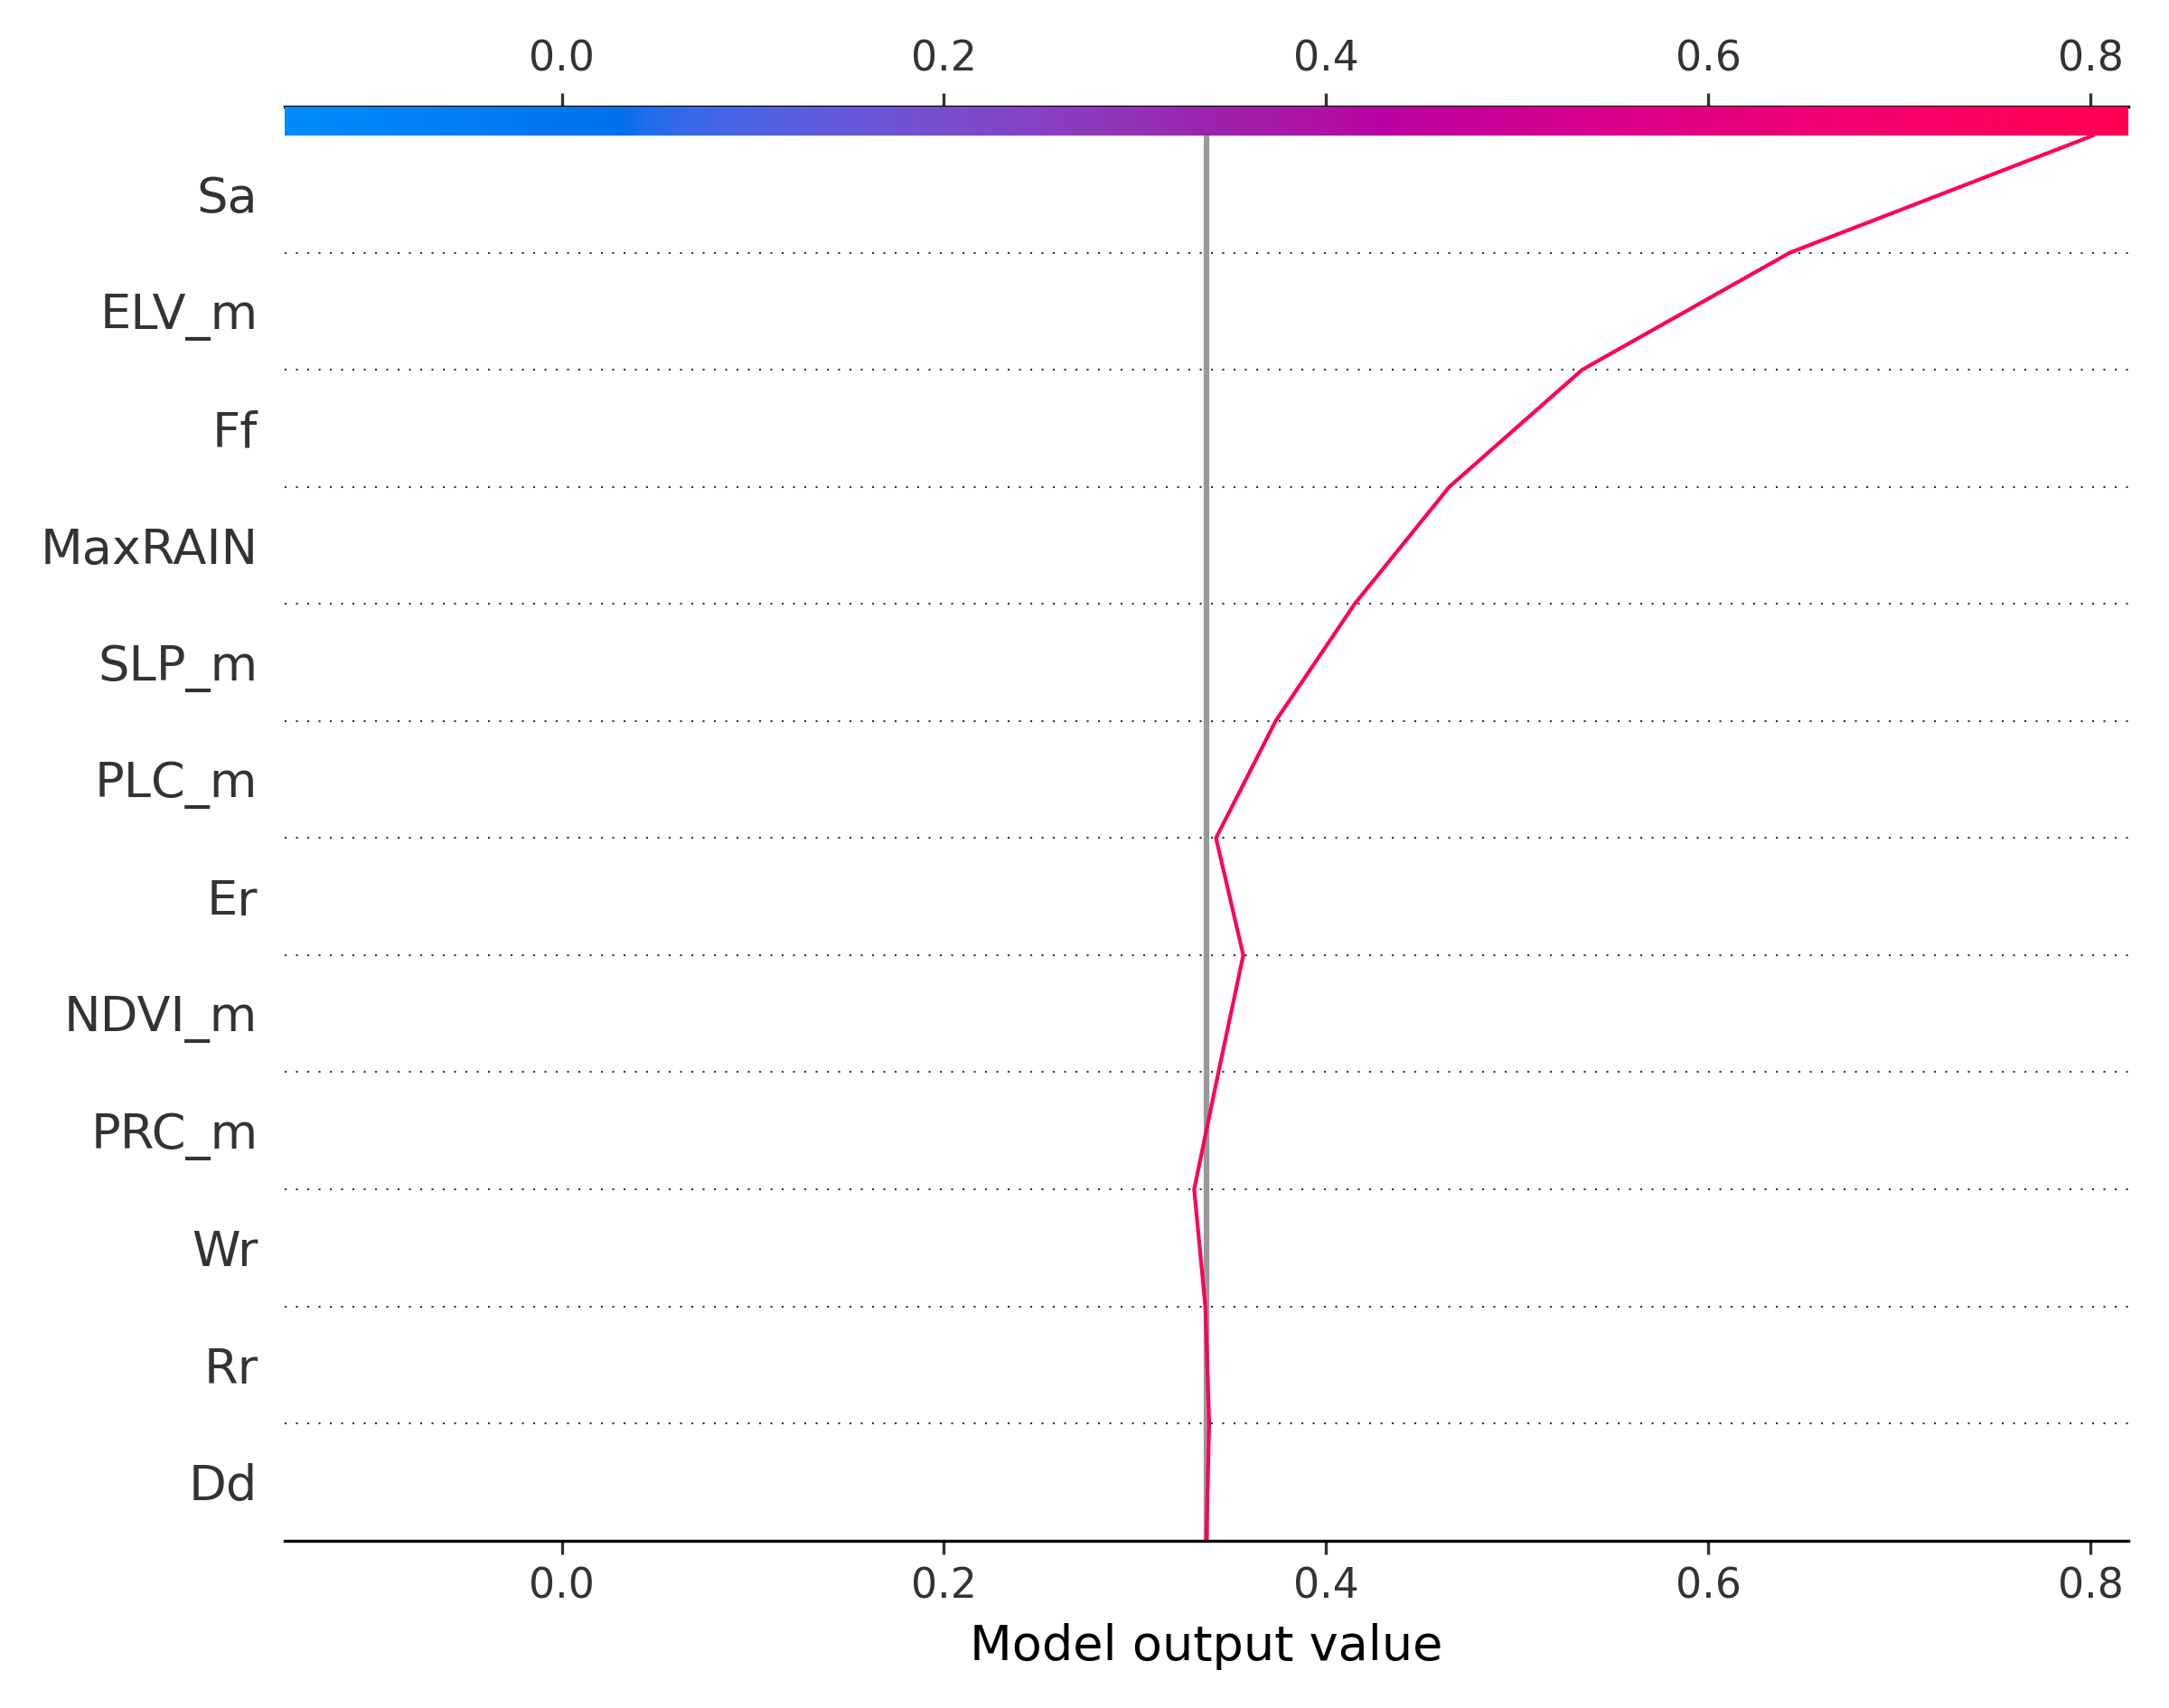 0.0 0.2 0.4 0.6 0.8
Sa
ELV_m
Ff
MaxRAIN
SLP_m
PLC_m
Er
NDVI_m
PRC_m
Wr
Rr
Dd
0.0 0.2 0.4 0.6 0.8
Model output value